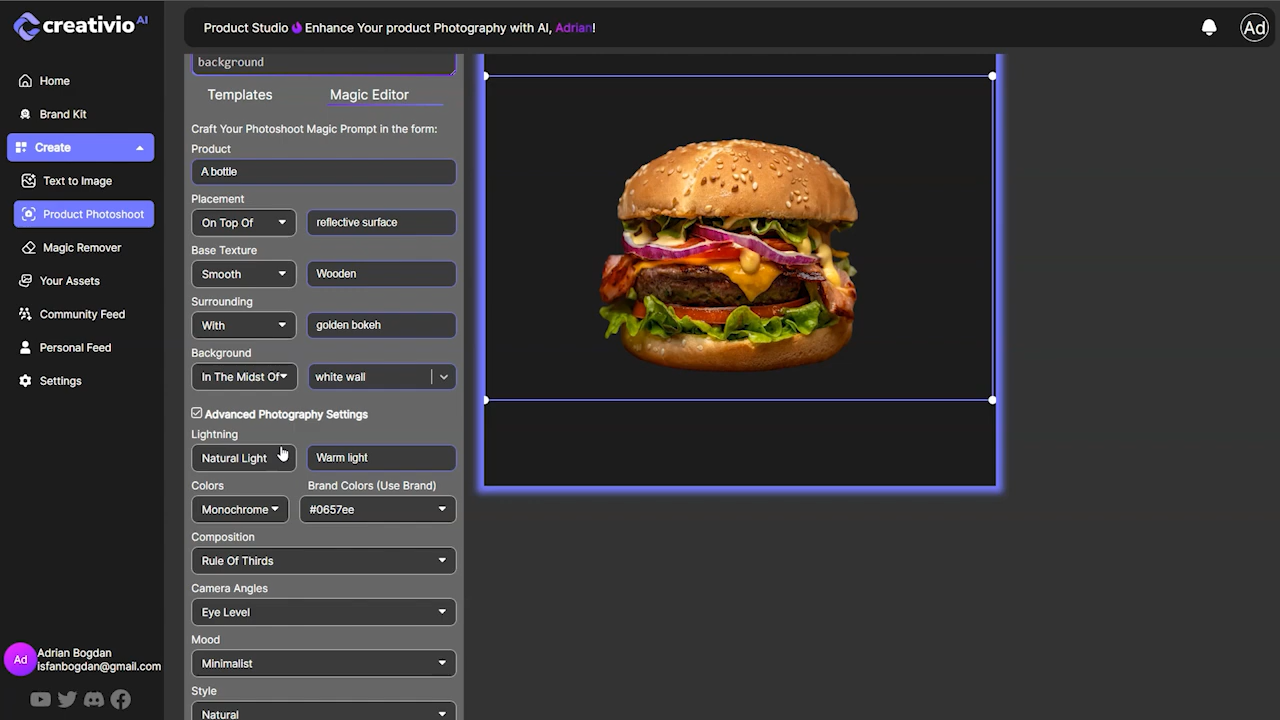 creativio AI
Product Studio Enhance Your product Photography with AI, Adrian!
Ad
Home
Brand Kit
Create
Text to Image
Product Photoshoot
Magic Remover
Your Assets
Community Feed
Personal Feed
Settings
Ad
Adrian Bogdan
isfanbogdan@gmail.com
background
Templates Magic Editor
Craft Your Photoshoot Magic Prompt in the form:
Product
A bottle
Placement
On Top Of reflective surface
Base Texture
Smooth Wooden
Surrounding
With golden bokeh
Background
In The Midst Of white wall
Advanced Photography Settings
Lightning
Natural Light Warm light
Colors Brand Colors (Use Brand)
Monochrome #0657ee
Composition
Rule Of Thirds
Camera Angles
Eye Level
Mood
Minimalist
Style
Natural